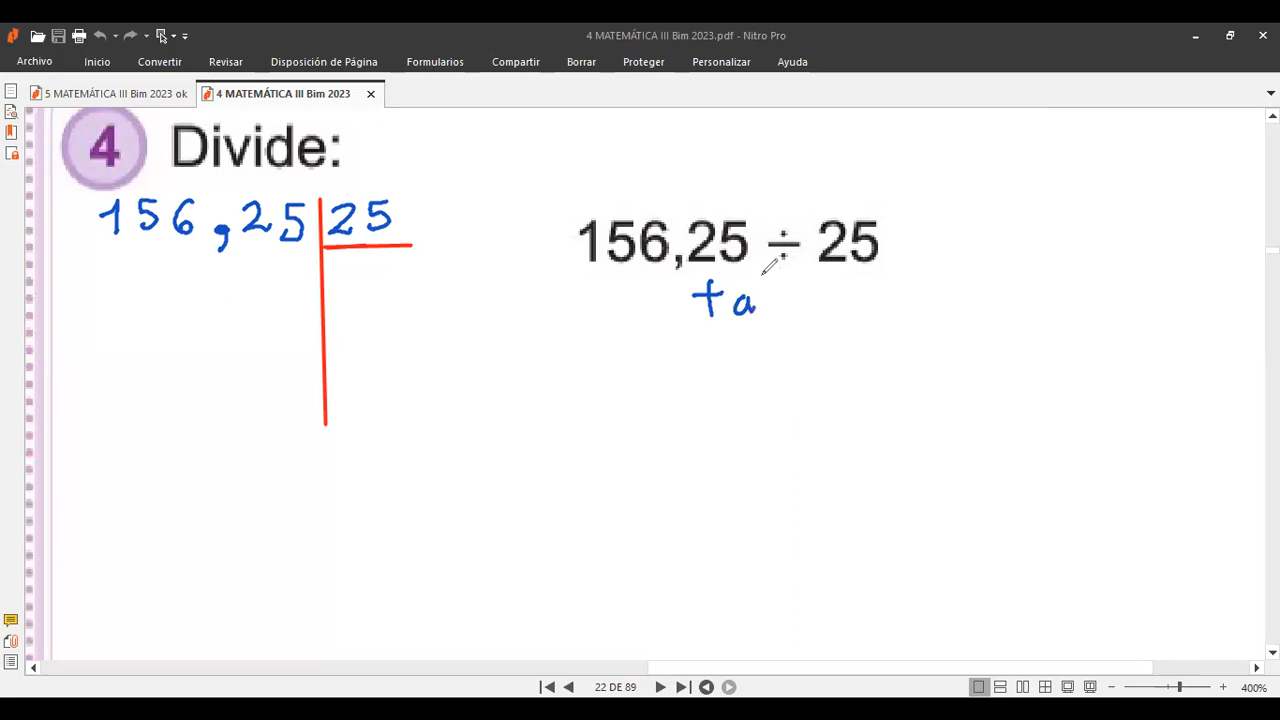 4 MATEMÁTICA III Bim 2023.pdf - Nitro Pro
Archivo Inicio Convertir Revisar Disposición de Página Formularios Compartir Borrar Proteger Personalizar Ayuda
5 MATEMÁTICA III Bim 2023 ok 4 MATEMÁTICA III Bim 2023
4 Divide:
156,25 25
156,25 ÷ 25
+a
22 DE 89
400%